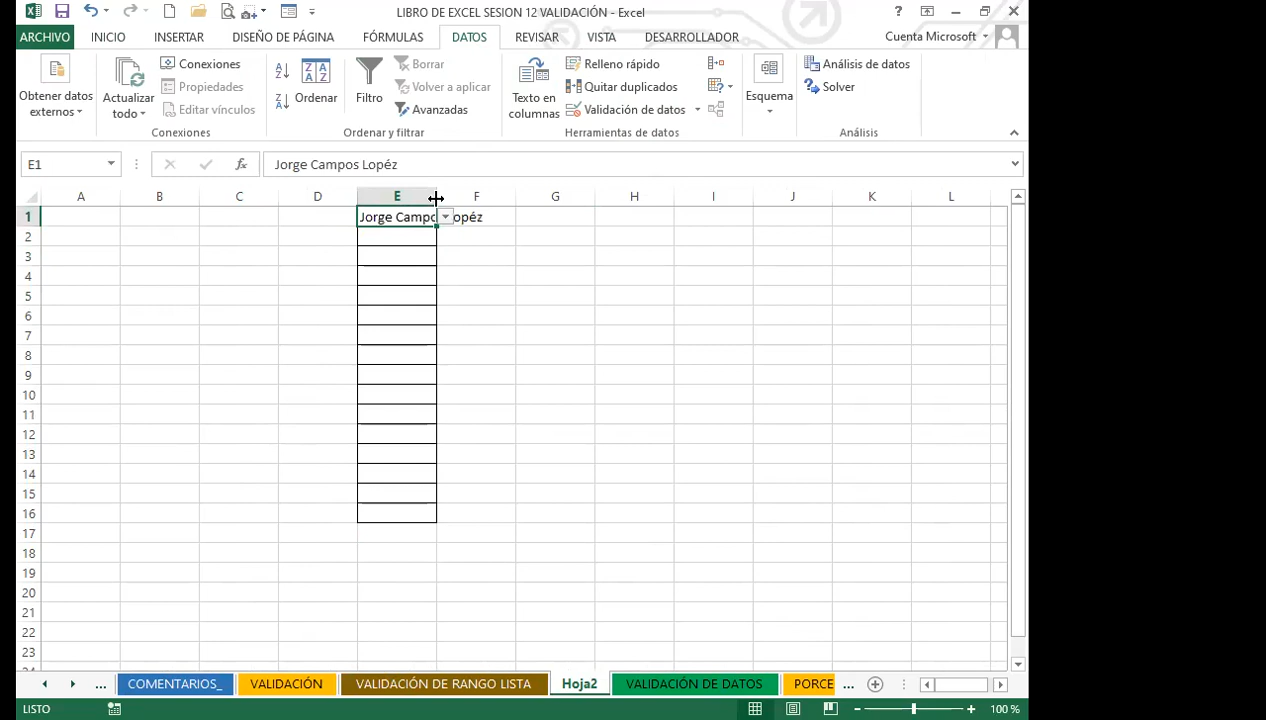 LIBRO DE EXCEL SESION 12 VALIDACIÓN - Excel
?
ARCHIVO INICIO INSERTAR DISEÑO DE PÁGINA FÓRMULAS DATOS REVISAR VISTA DESARROLLADOR Cuenta Microsoft
Obtener datos externos
Actualizar todo
Conexiones
Propiedades
Editar vínculos
Conexiones
Ordenar
Filtro
Borrar
Volver a aplicar
Avanzadas
Ordenar y filtrar
Texto en columnas
Relleno rápido
Quitar duplicados
Validación de datos
Herramientas de datos
Esquema
Análisis de datos
Solver
Análisis
E1 fx Jorge Campos Lopéz
A B C D E F G H I J K L
1 Jorge Campo opéz
2
3
4
5
6
7
8
9
10
11
12
13
14
15
16
17
18
19
20
21
22
23
... COMENTARIOS_ VALIDACIÓN VALIDACIÓN DE RANGO LISTA Hoja2 VALIDACIÓN DE DATOS PORCE ...
LISTO 100 %